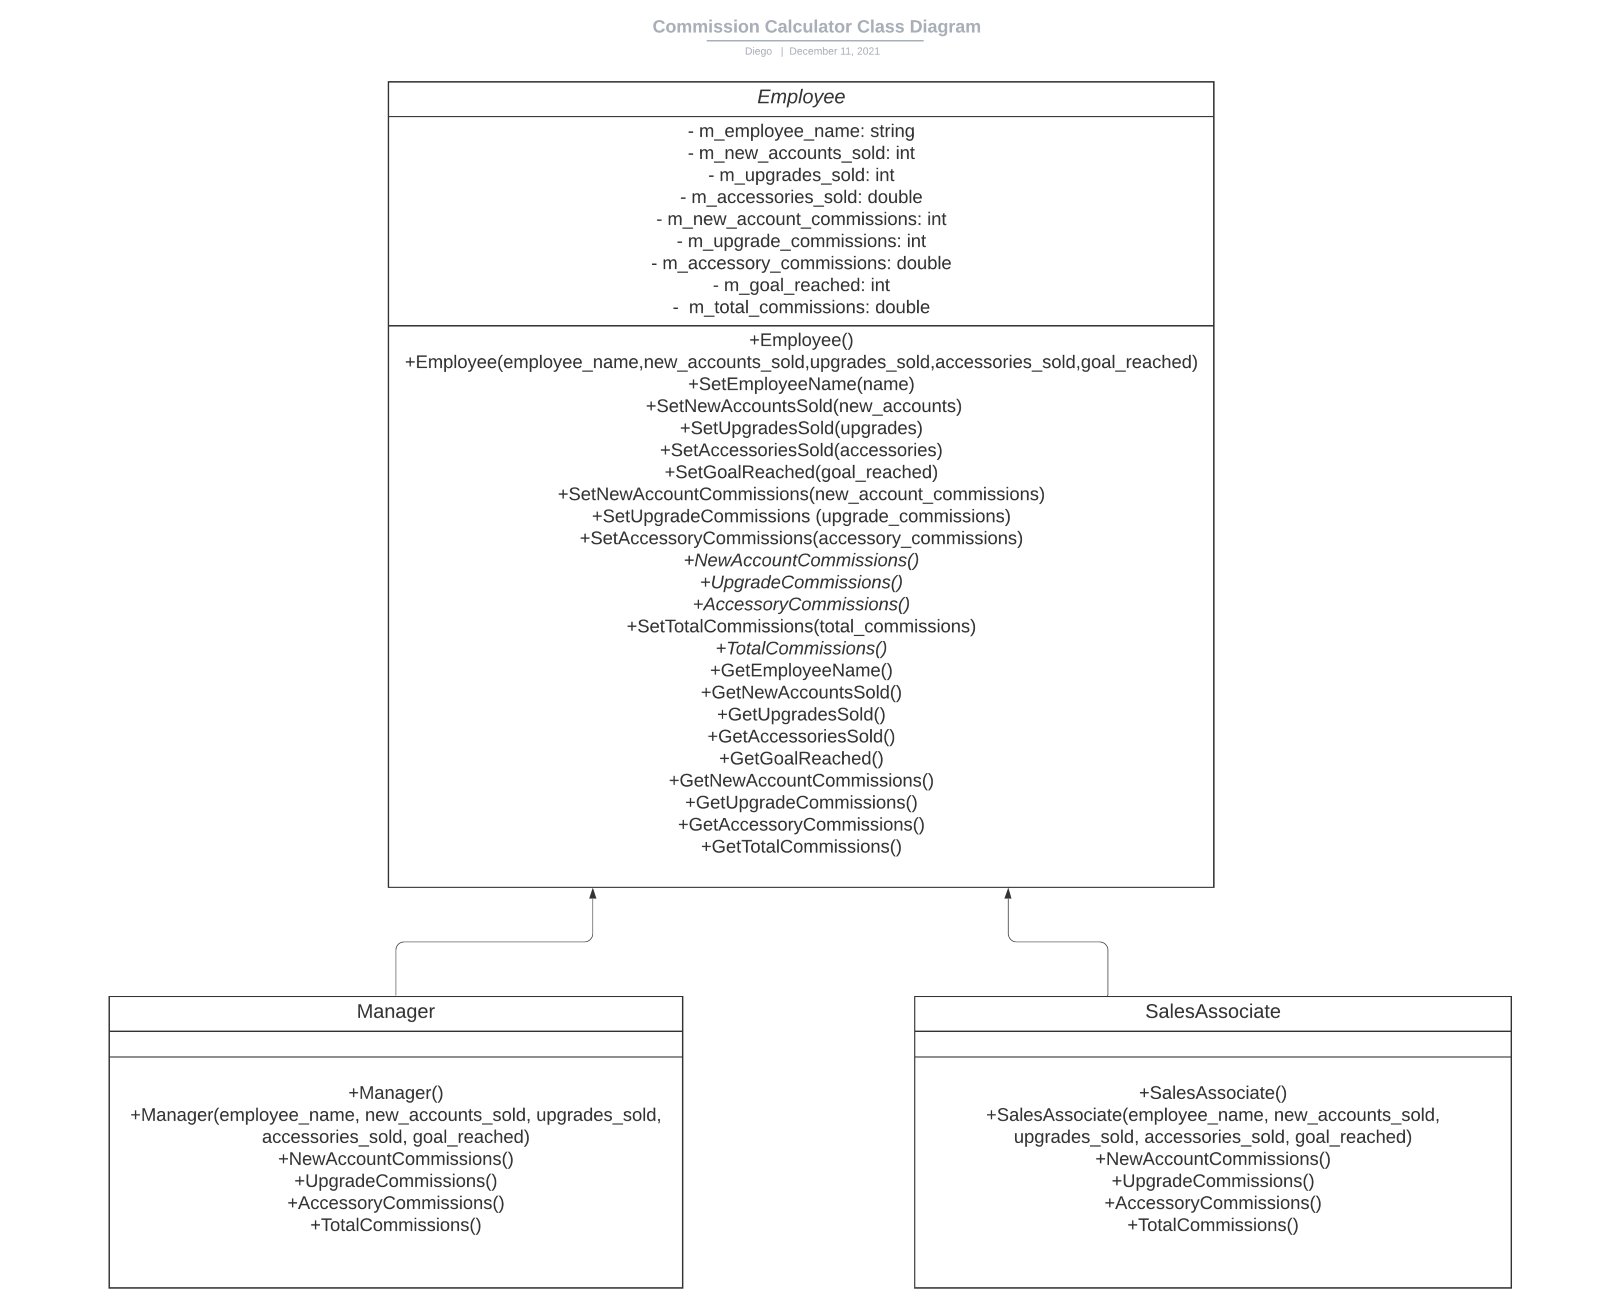 Commission Calculator Class Diagram
Diego | December 11, 2021
Employee
- m_employee_name: string
- m_new_accounts_sold: int
- m_upgrades_sold: int
- m_accessories_sold: double
- m_new_account_commissions: int
- m_upgrade_commissions: int
- m_accessory_commissions: double
- m_goal_reached: int
- m_total_commissions: double
+Employee()
+Employee(employee_name,new_accounts_sold,upgrades_sold,accessories_sold,goal_reached)
+SetEmployeeName(name)
+SetNewAccountsSold(new_accounts)
+SetUpgradesSold(upgrades)
+SetAccessoriesSold(accessories)
+SetGoalReached(goal_reached)
+SetNewAccountCommissions(new_account_commissions)
+SetUpgradeCommissions (upgrade_commissions)
+SetAccessoryCommissions(accessory_commissions)
+NewAccountCommissions()
+UpgradeCommissions()
+AccessoryCommissions()
+SetTotalCommissions(total_commissions)
+TotalCommissions()
+GetEmployeeName()
+GetNewAccountsSold()
+GetUpgradesSold()
+GetAccessoriesSold()
+GetGoalReached()
+GetNewAccountCommissions()
+GetUpgradeCommissions()
+GetAccessoryCommissions()
+GetTotalCommissions()
Manager
+Manager()
+Manager(employee_name, new_accounts_sold, upgrades_sold,
accessories_sold, goal_reached)
+NewAccountCommissions()
+UpgradeCommissions()
+AccessoryCommissions()
+TotalCommissions()
SalesAssociate
+SalesAssociate()
+SalesAssociate(employee_name, new_accounts_sold,
upgrades_sold, accessories_sold, goal_reached)
+NewAccountCommissions()
+UpgradeCommissions()
+AccessoryCommissions()
+TotalCommissions()